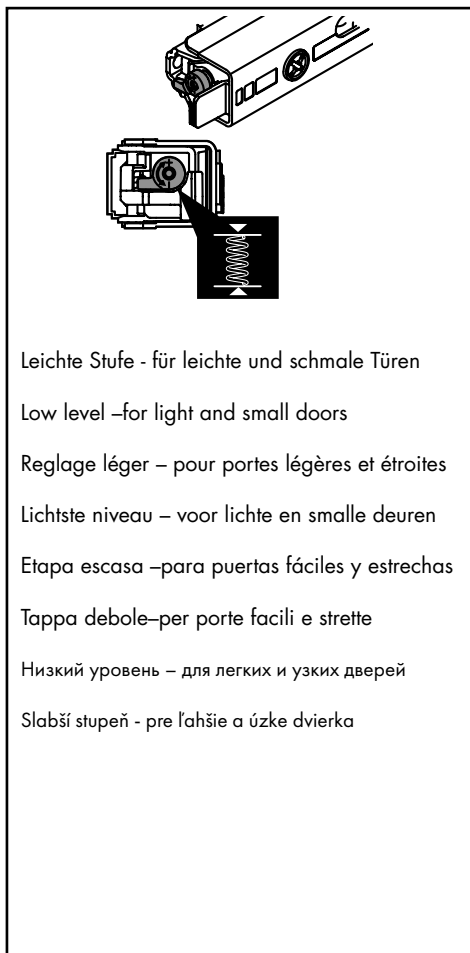 Leichte Stufe - für leichte und schmale Türen
Low level –for light and small doors
Reglage léger – pour portes légères et étroites
Lichtste niveau – voor lichte en smalle deuren
Etapa escasa –para puertas fáciles y estrechas
Tappa debole–per porte facili e strette
Низкий уровень – для легких и узких дверей
Slabší stupeň - pre ľahšie a úzke dvierka